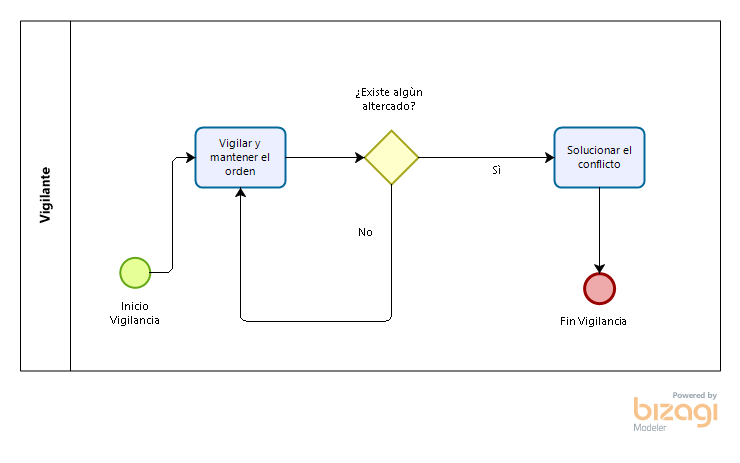 Vigilante
¿Existe algùn
altercado?
Vigilar y
mantener el
orden
Solucionar el
conflicto
Sì
No
Inicio
Vigilancia
Fin Vigilancia
Powered by
bizagi
Modeler